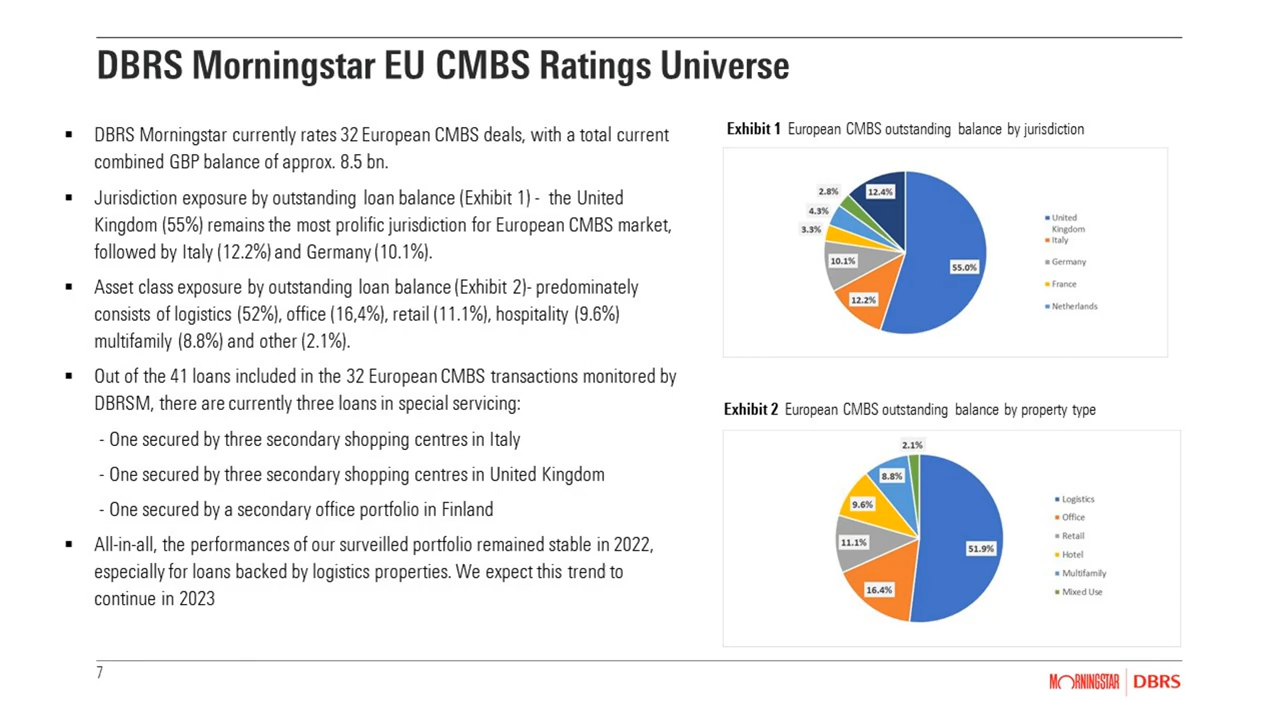 DBRS Morningstar EU CMBS Ratings Universe
▪ DBRS Morningstar currently rates 32 European CMBS deals, with a total current
combined GBP balance of approx. 8.5 bn.
▪ Jurisdiction exposure by outstanding loan balance (Exhibit 1) - the United
Kingdom (55%) remains the most prolific jurisdiction for European CMBS market,
followed by Italy (12.2%) and Germany (10.1%).
▪ Asset class exposure by outstanding loan balance (Exhibit 2)- predominately
consists of logistics (52%), office (16,4%), retail (11.1%), hospitality (9.6%)
multifamily (8.8%) and other (2.1%).
▪ Out of the 41 loans included in the 32 European CMBS transactions monitored by
DBRSM, there are currently three loans in special servicing:
- One secured by three secondary shopping centres in Italy
- One secured by three secondary shopping centres in United Kingdom
- One secured by a secondary office portfolio in Finland
▪ All-in-all, the performances of our surveilled portfolio remained stable in 2022,
especially for loans backed by logistics properties. We expect this trend to
continue in 2023
Exhibit 1 European CMBS outstanding balance by jurisdiction
2.8%
12.4%
4.3%
3.3%
10.1%
12.2%
55.0%
United
Kingdom
Italy
Germany
France
Netherlands
Exhibit 2 European CMBS outstanding balance by property type
2.1%
8.8%
9.6%
11.1%
16.4%
51.9%
Logistics
Office
Retail
Hotel
Multifamily
Mixed Use
7
MORNINGSTAR DBRS